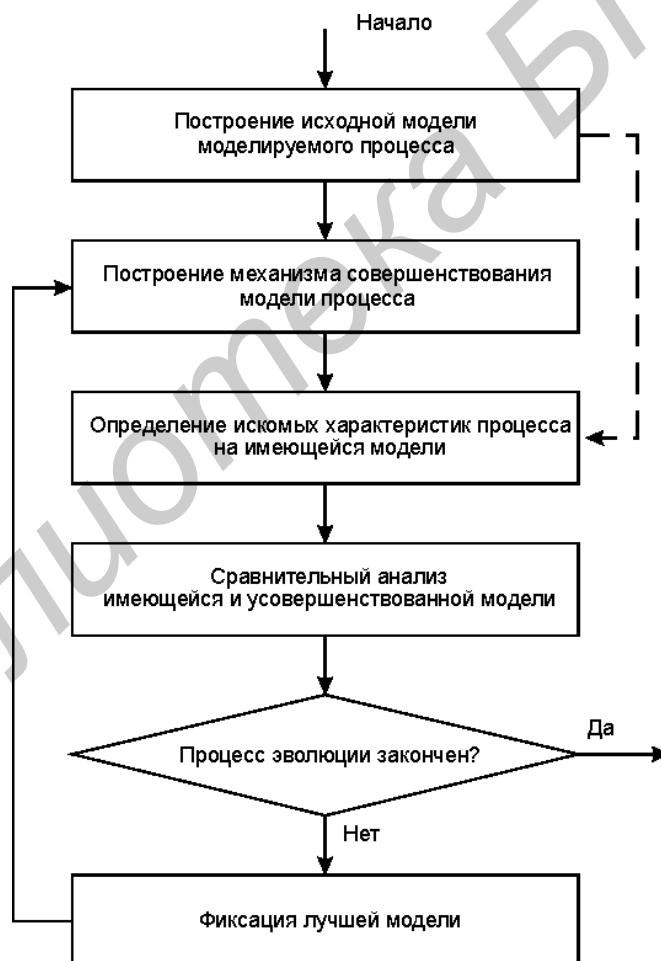 Начало
Построение исходной модели
моделируемого процесса
Построение механизма совершенствования
модели процесса
Определение искомых характеристик процесса
на имеющейся модели
Сравнительный анализ
имеющейся и усовершенствованной модели
Процесс эволюции закончен?
Да
Нет
Фиксация лучшей модели